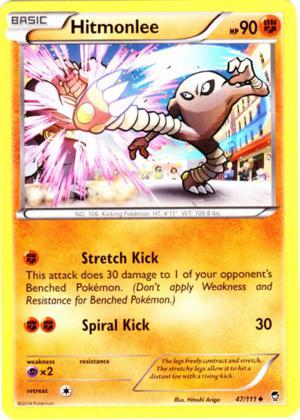 BASIC
Hitmonlee HP90
NO. 106 Kicking Pokémon HT. 4'11" WT. 109.8 lbs.
Stretch Kick
This attack does 30 damage to 1 of your opponent's
Benched Pokémon. (Don't apply Weakness and
Resistance for Benched Pokémon.)
Spiral Kick 30
weakness resistance
×2
retreat
The legs freely contract and stretch.
The stretchy legs allow it to hit a
distant foe with a rising kick.
Illus. Hitoshi Ariga 47/111
©2014 Pokémon